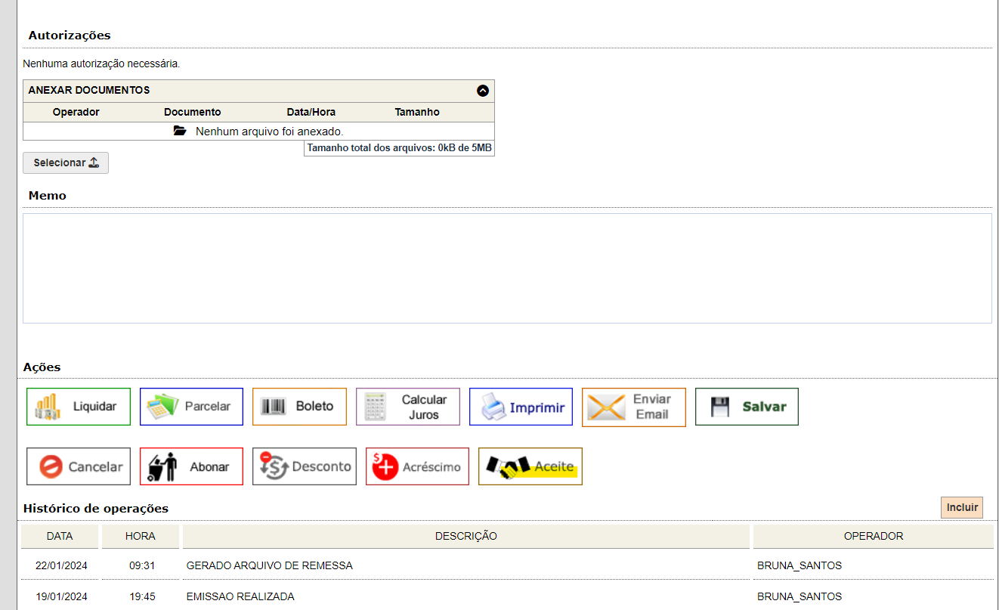 Autorizações
Nenhuma autorização necessária.
ANEXAR DOCUMENTOS
Operador Documento Data/Hora Tamanho
Nenhum arquivo foi anexado.
Tamanho total dos arquivos: 0kB de 5MB
Selecionar
Memo
Ações
Liquidar
Parcelar
Boleto
Calcular
Juros
Imprimir
Enviar
Email
Salvar
Cancelar
Abonar
Desconto
Acréscimo
Aceite
Histórico de operações
Incluir
DATA HORA DESCRIÇÃO OPERADOR
22/01/2024 09:31 GERADO ARQUIVO DE REMESSA BRUNA_SANTOS
19/01/2024 19:45 EMISSAO REALIZADA BRUNA_SANTOS